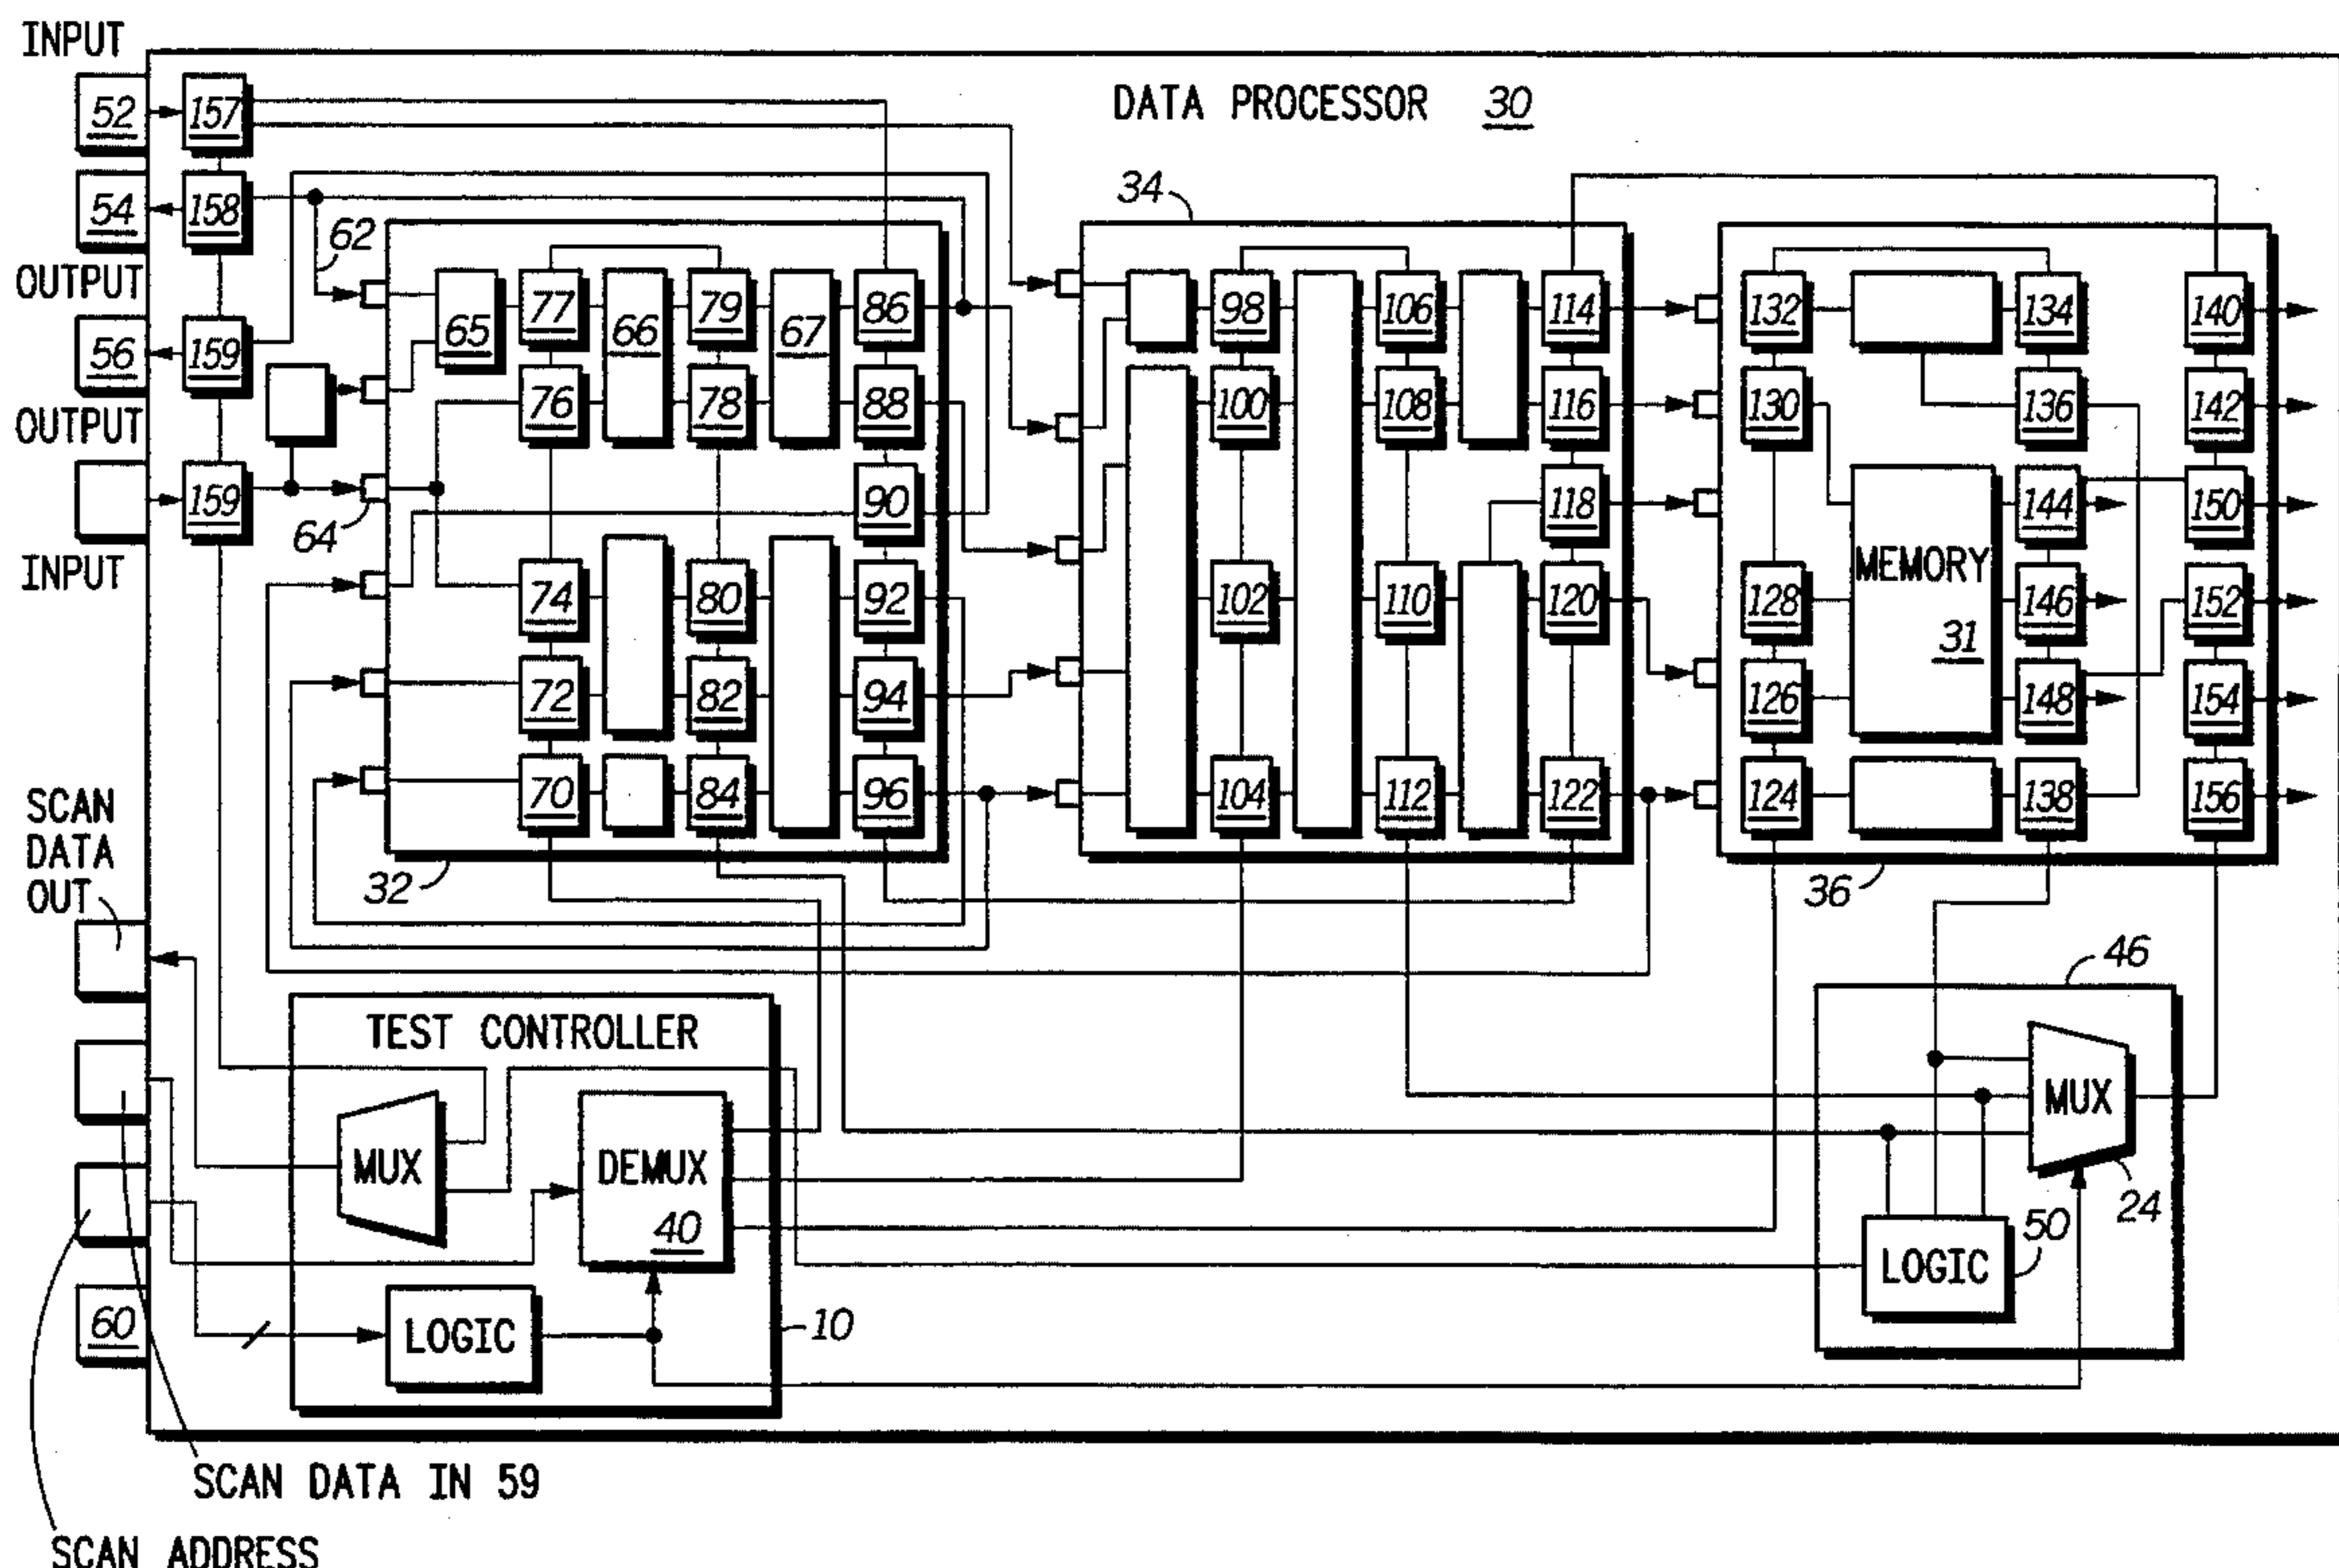 INPUT
DATA PROCESSOR 30
52 157
54 158
34
62
OUTPUT
65 77 66 79 67 86
98 106 114
132 134 140
56 159
OUTPUT
76 78 88
100 108 116
130 136 142
159
64
90
118
144 150
INPUT
MEMORY
31
74 80 92
102 110 120
128 146 152
72 82 94
126 148 154
70 84 96
104 112 122
124 138 156
SCAN
DATA
OUT
32
36
46
TEST CONTROLLER
MUX
DEMUX
40
MUX
24
LOGIC
50
60
LOGIC
10
SCAN DATA IN 59
SCAN ADDRESS